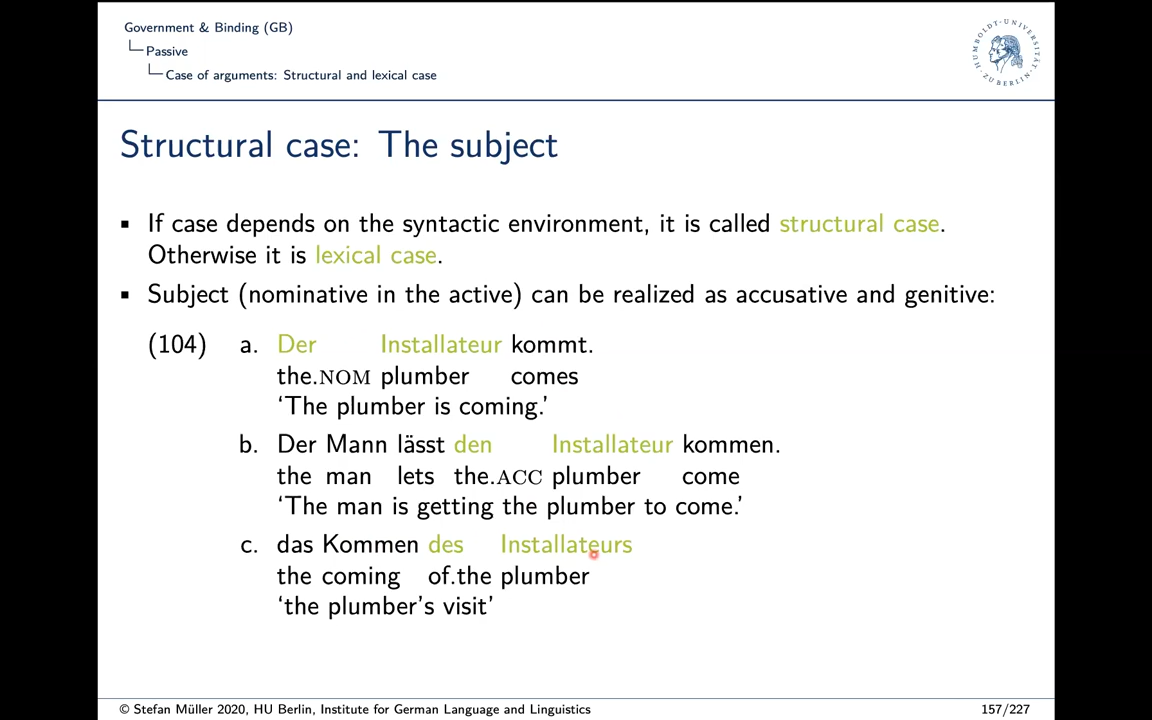 Government & Binding (GB)
Passive
Case of arguments: Structural and lexical case
HUMBOLDT-UNIVERSITÄT ZU BERLIN
Structural case: The subject
▪ If case depends on the syntactic environment, it is called structural case.
Otherwise it is lexical case.
▪ Subject (nominative in the active) can be realized as accusative and genitive:
(104) a. Der Installateur kommt.
the.NOM plumber comes
‘The plumber is coming.’
b. Der Mann lässt den Installateur kommen.
the man lets the.ACC plumber come
‘The man is getting the plumber to come.’
c. das Kommen des Installateurs
the coming of.the plumber
‘the plumber’s visit’
© Stefan Müller 2020, HU Berlin, Institute for German Language and Linguistics 157/227